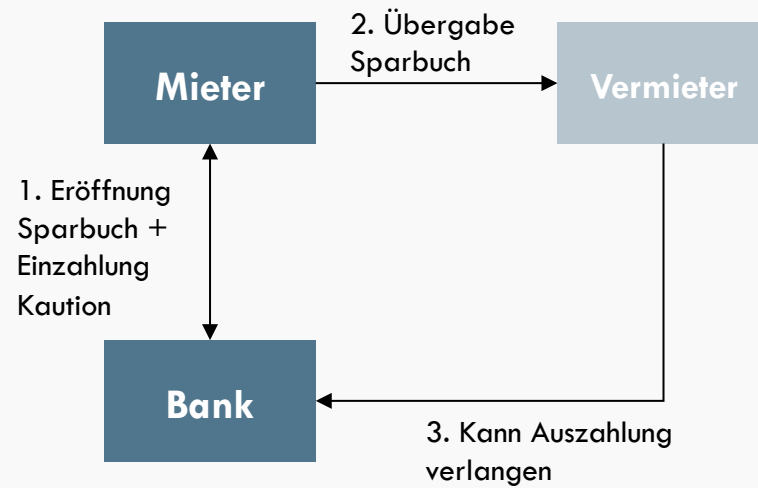 2. Übergabe
Sparbuch
Mieter
Vermieter
1. Eröffnung
Sparbuch +
Einzahlung
Kaution
Bank
3. Kann Auszahlung
verlangen